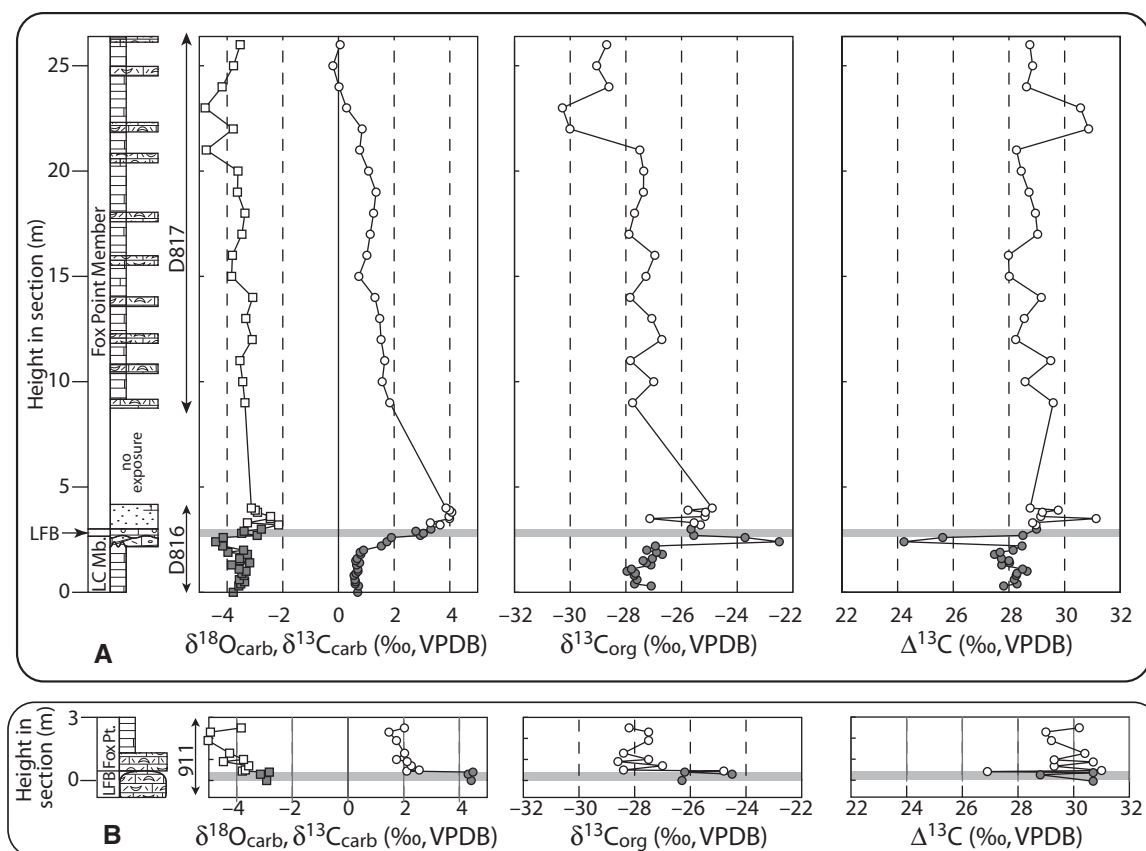 25
20
15
10
5
0
Height in section (m)
LFB
Fox Point Member
LC Mb.
no exposure
D817
D816
−4 −2 0 2 4
−30 −28 −26 −24 −22
22 24 26 28 30 32
A
δ18Ocarb, δ13Ccarb (‰, VPDB)
δ13Corg (‰, VPDB)
Δ13C (‰, VPDB)
3
0
Height in
section (m)
LFB
Fox Pt.
911
−4 −2 0 2 4
−30 −28 −26 −24 −22
22 24 26 28 30 32
B
δ18Ocarb, δ13Ccarb (‰, VPDB)
δ13Corg (‰, VPDB)
Δ13C (‰, VPDB)